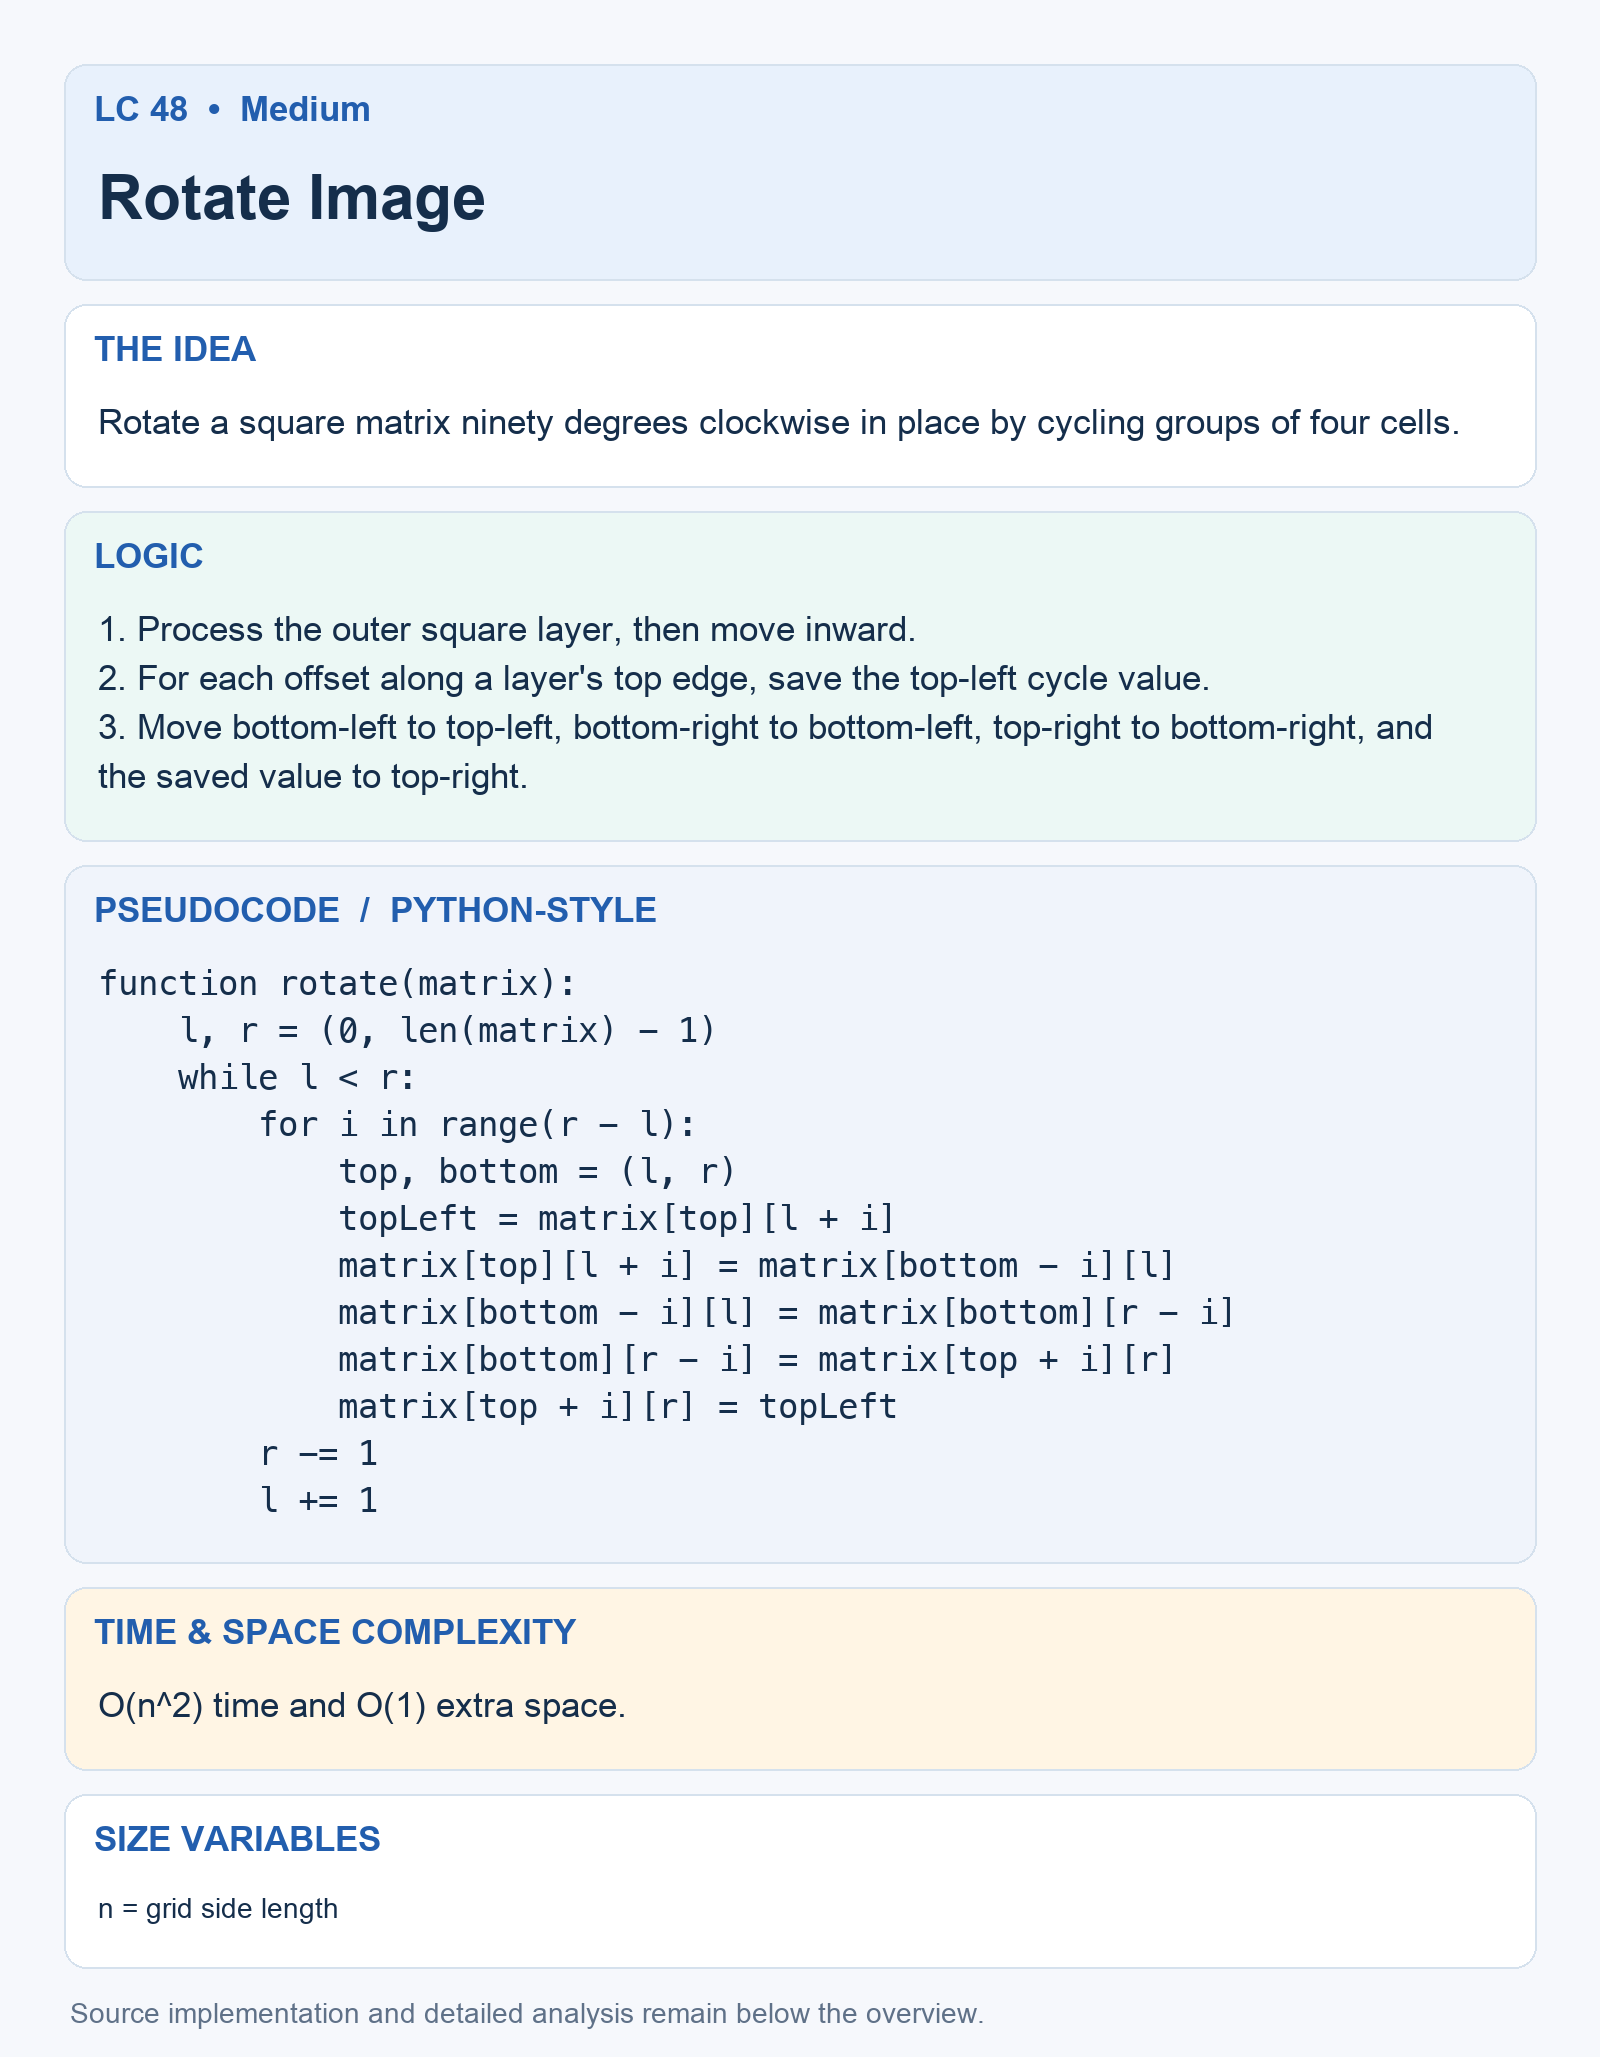 LC 48 • Medium
Rotate Image
THE IDEA
Rotate a square matrix ninety degrees clockwise in place by cycling groups of four cells.
LOGIC
1. Process the outer square layer, then move inward.
2. For each offset along a layer's top edge, save the top-left cycle value.
3. Move bottom-left to top-left, bottom-right to bottom-left, top-right to bottom-right, and
the saved value to top-right.
PSEUDOCODE / PYTHON-STYLE
function rotate(matrix):
    l, r = (0, len(matrix) − 1)
    while l < r:
        for i in range(r − l):
            top, bottom = (l, r)
            topLeft = matrix[top][l + i]
            matrix[top][l + i] = matrix[bottom − i][l]
            matrix[bottom − i][l] = matrix[bottom][r − i]
            matrix[bottom][r − i] = matrix[top + i][r]
            matrix[top + i][r] = topLeft
        r −= 1
        l += 1
TIME & SPACE COMPLEXITY
O(n^2) time and O(1) extra space.
SIZE VARIABLES
n = grid side length
Source implementation and detailed analysis remain below the overview.